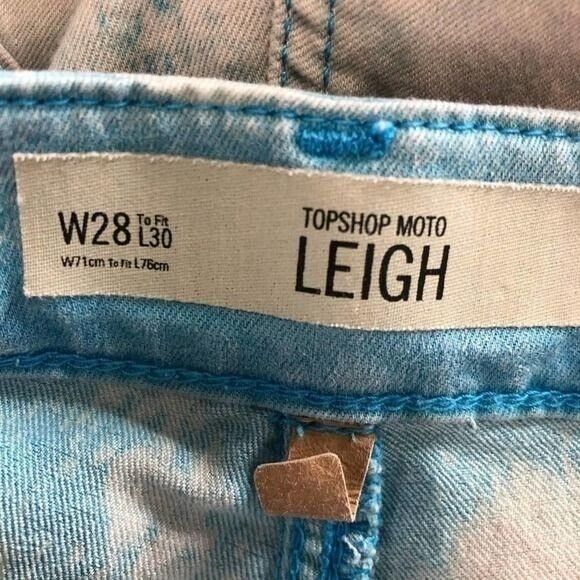 W28 To Fit L30
W71cm To Fit L76cm
TOPSHOP MOTO
LEIGH